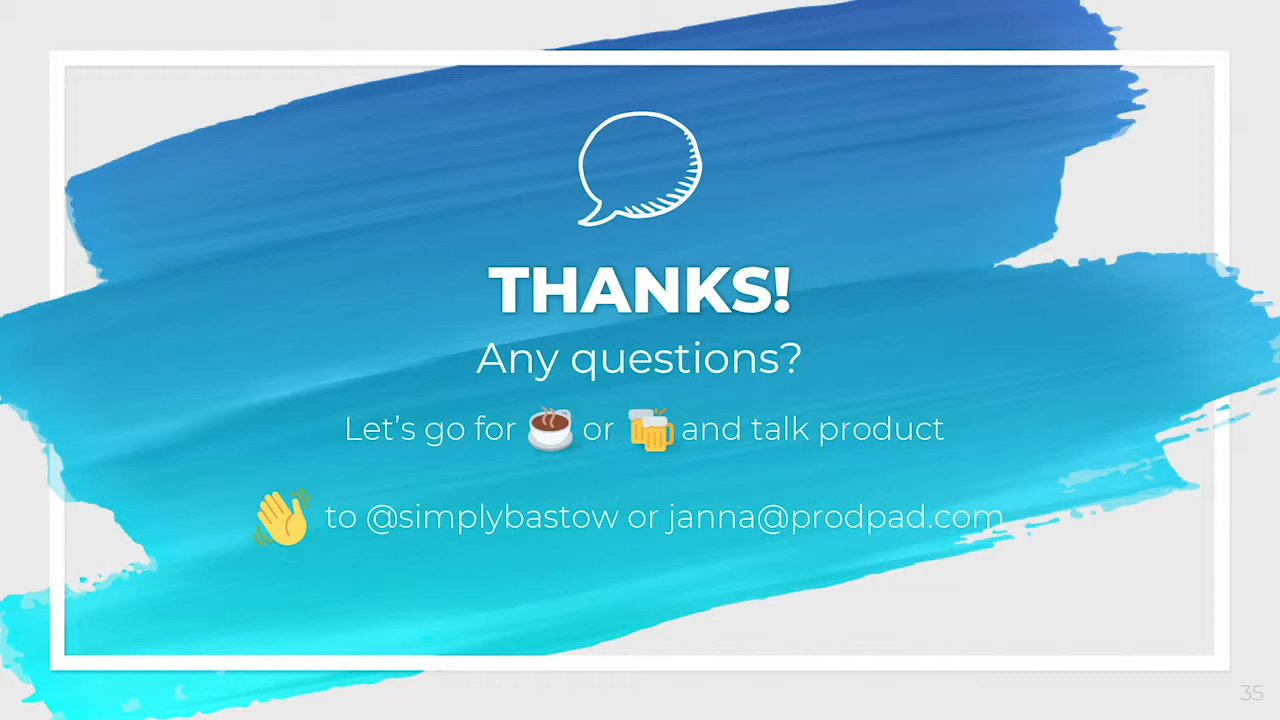 THANKS!
Any questions?
Let’s go for ☕ or 🍻 and talk product
👋 to @simplybastow or janna@prodpad.com
35